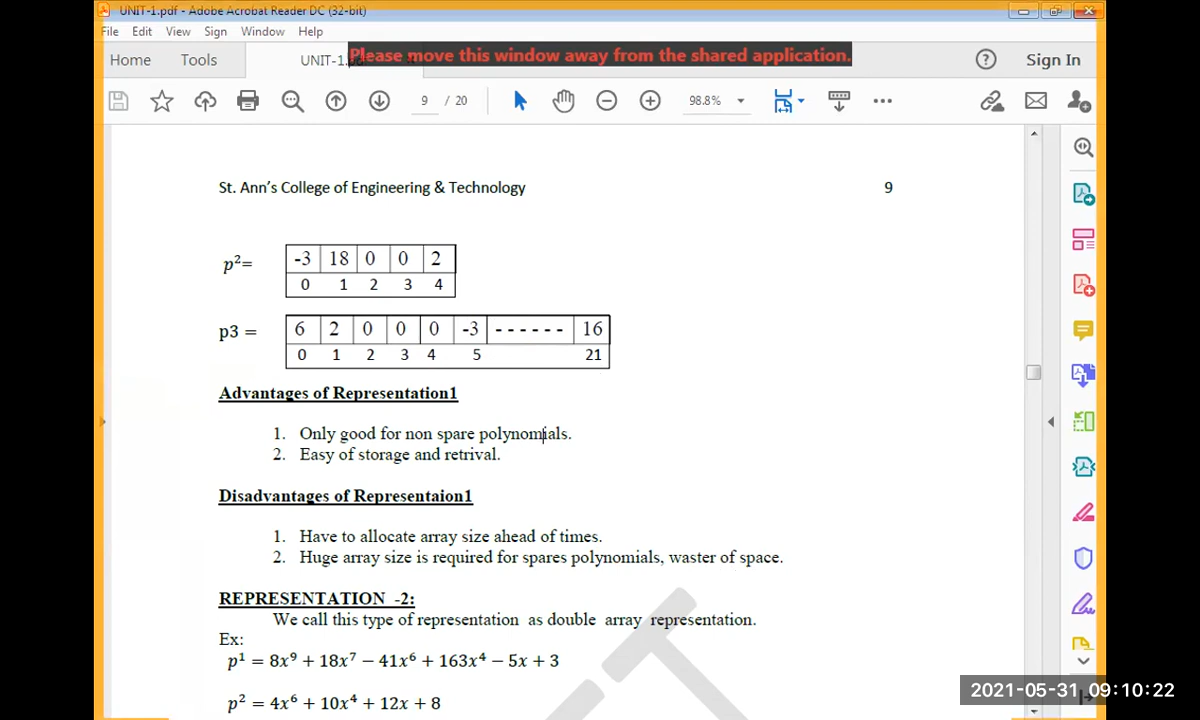 UNIT-1.pdf - Adobe Acrobat Reader DC (32-bit)
File Edit View Sign Window Help
Please move this window away from the shared application.
Home Tools UNIT-1. Sign In
9 / 20 98.8%
St. Ann's College of Engineering & Technology 9
p²= -3 18 0 0 2
0 1 2 3 4
p3 = 6 2 0 0 0 -3 ------ 16
0 1 2 3 4 5 21
Advantages of Representation1
1. Only good for non spare polynomials.
2. Easy of storage and retrival.
Disadvantages of Representaion1
1. Have to allocate array size ahead of times.
2. Huge array size is required for spares polynomials, waster of space.
REPRESENTATION -2:
We call this type of representation as double array representation.
Ex:
p¹ = 8x⁹ + 18x⁷ − 41x⁶ + 163x⁴ − 5x + 3
p² = 4x⁶ + 10x⁴ + 12x + 8
2021-05-31 09:10:22